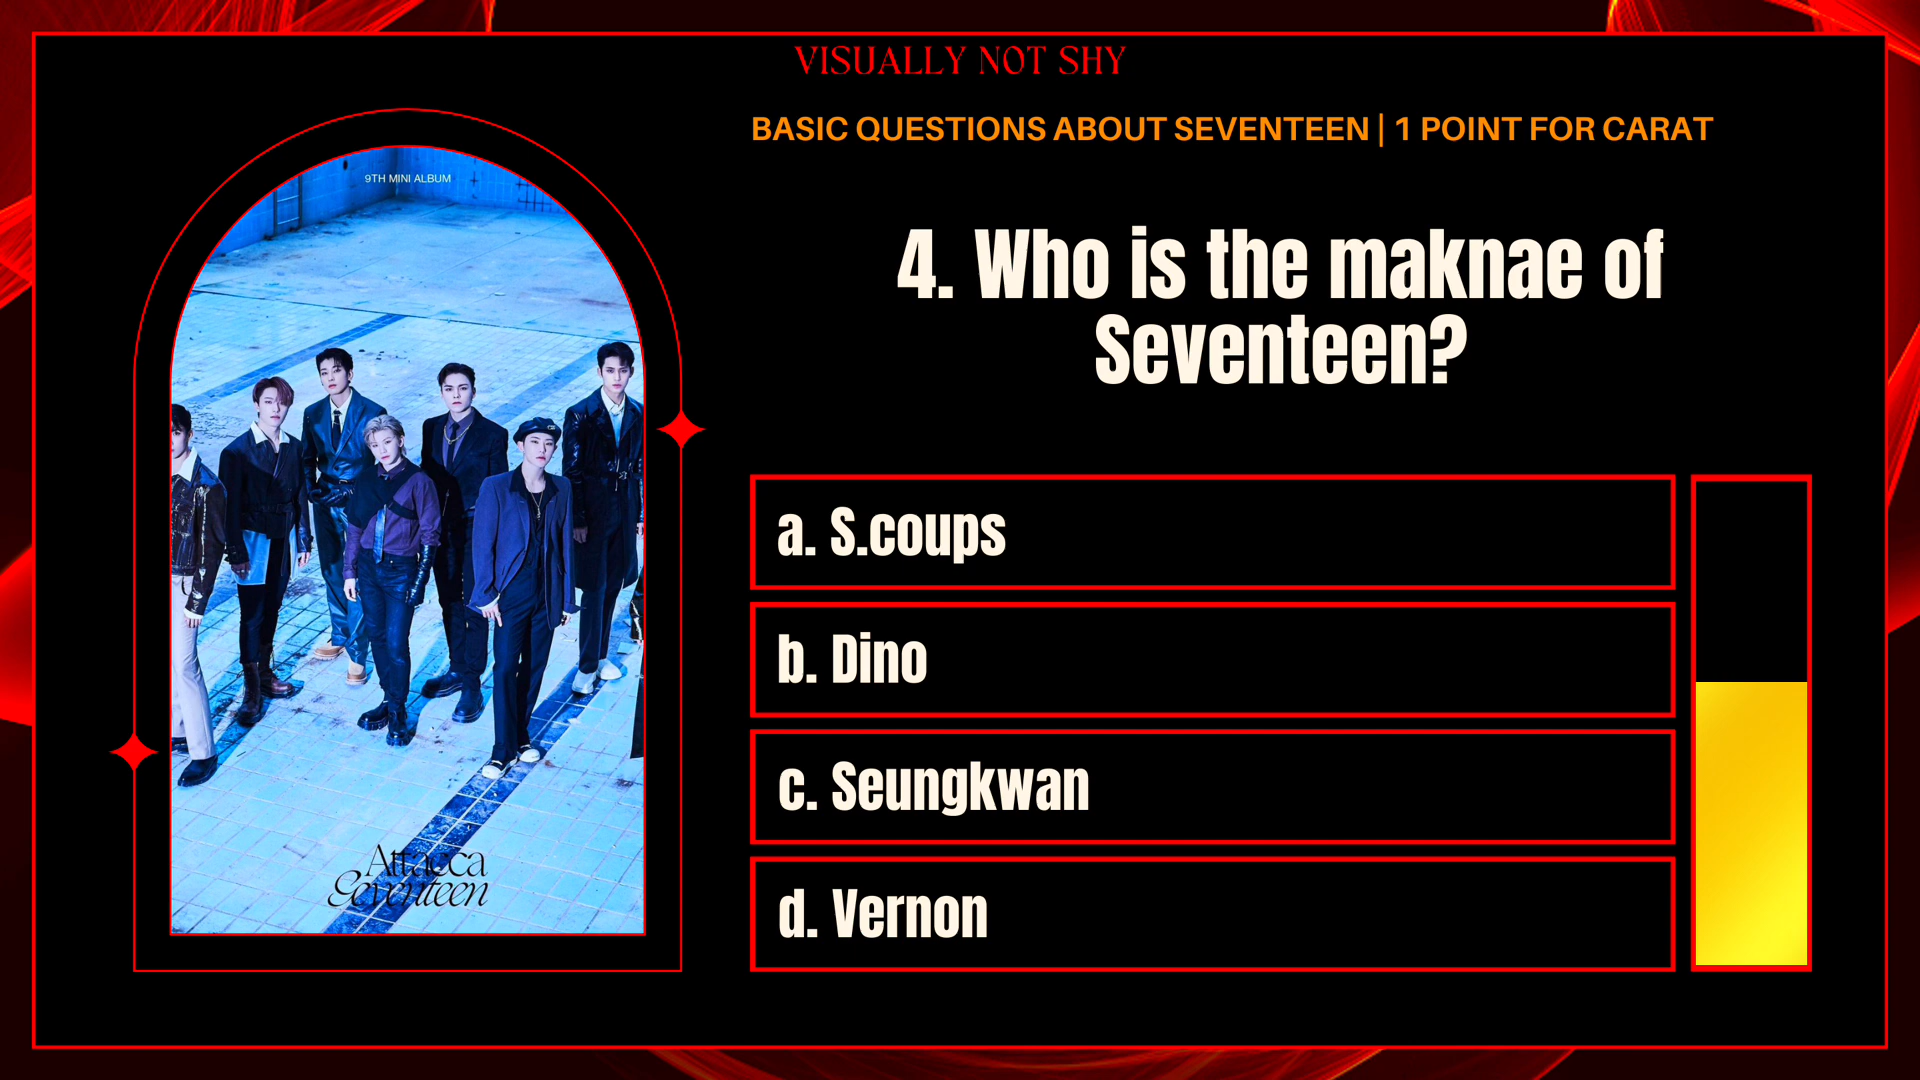 VISUALLY NOT SHY
BASIC QUESTIONS ABOUT SEVENTEEN | 1 POINT FOR CARAT
9TH MINI ALBUM
4. Who is the maknae of
Seventeen?
a. S.coups
b. Dino
c. Seungkwan
d. Vernon
Attacca
Seventeen